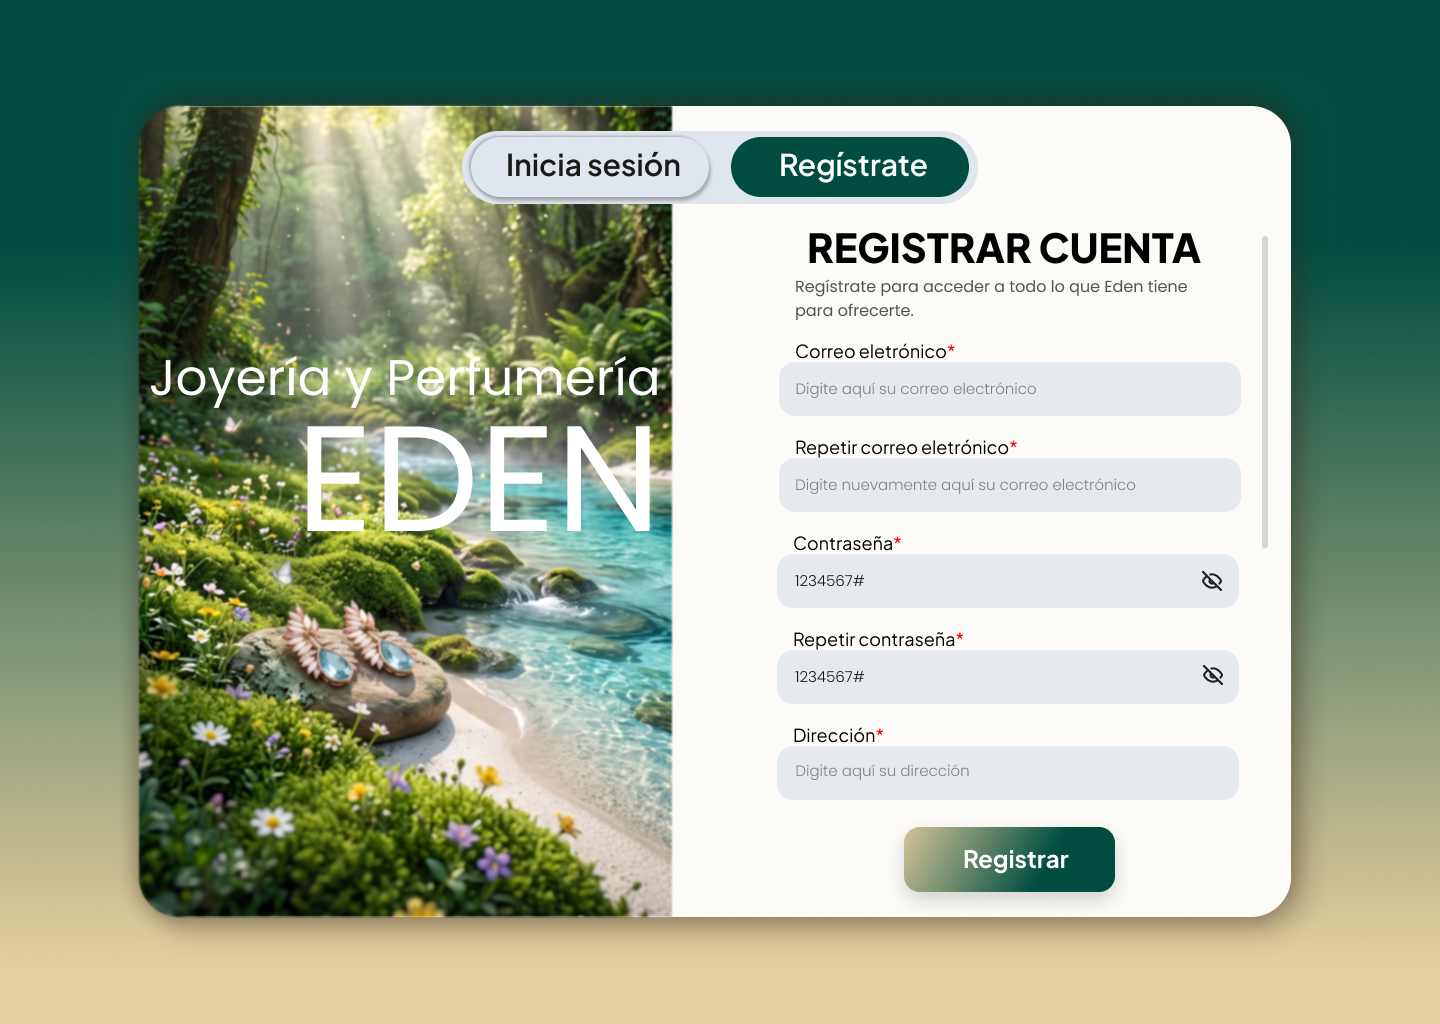 Inicia sesión
Regístrate
Joyería y Perfumería
EDEN
REGISTRAR CUENTA
Regístrate para acceder a todo lo que Eden tiene
para ofrecerte.
Correo eletrónico*
Digite aquí su correo electrónico
Repetir correo eletrónico*
Digite nuevamente aquí su correo electrónico
Contraseña*
1234567#
Repetir contraseña*
1234567#
Dirección*
Digite aquí su dirección
Registrar